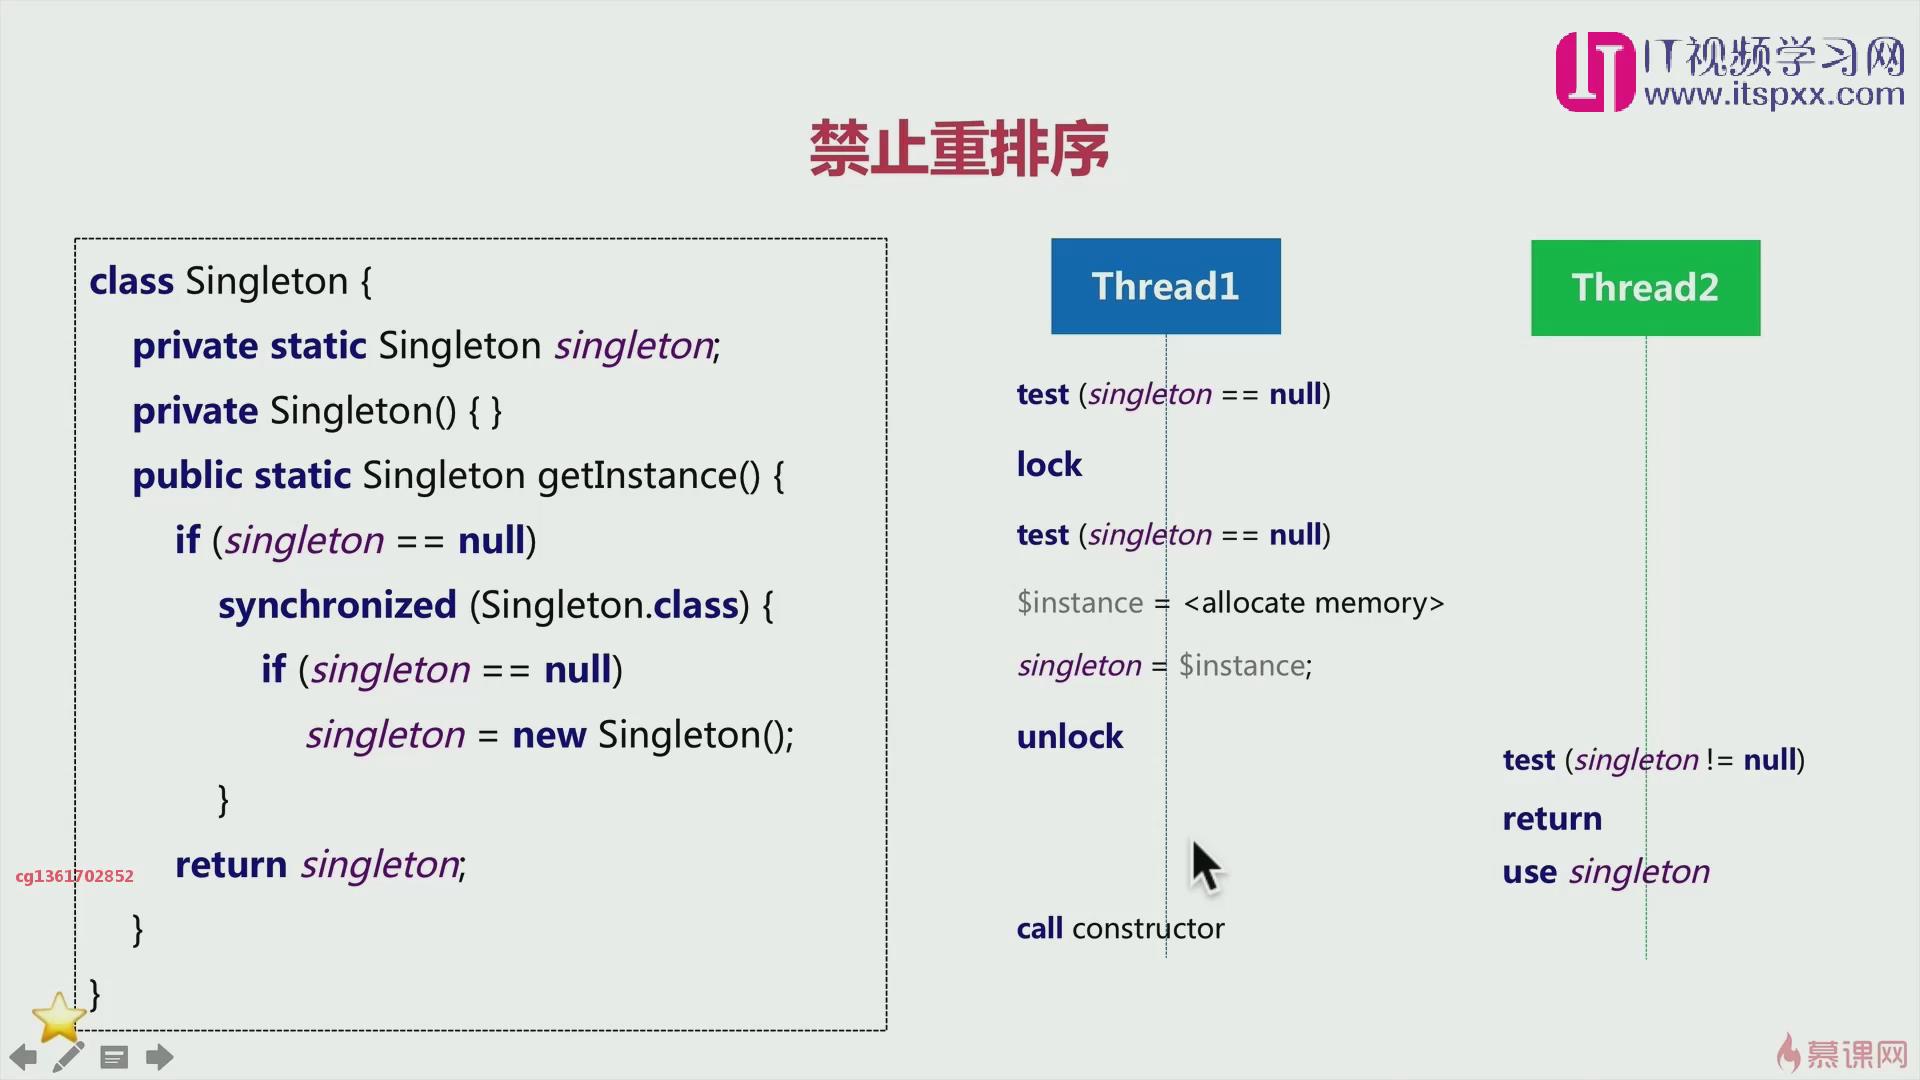 IT视频学习网
www.itspxx.com
禁止重排序
class Singleton {
private static Singleton singleton;
private Singleton() { }
public static Singleton getInstance() {
if (singleton == null)
synchronized (Singleton.class) {
if (singleton == null)
singleton = new Singleton();
}
return singleton;
}
}
Thread1
test (singleton == null)
lock
test (singleton == null)
$instance = <allocate memory>
singleton = $instance;
unlock
call constructor
Thread2
test (singleton != null)
return
use singleton
cg1361702852
慕课网